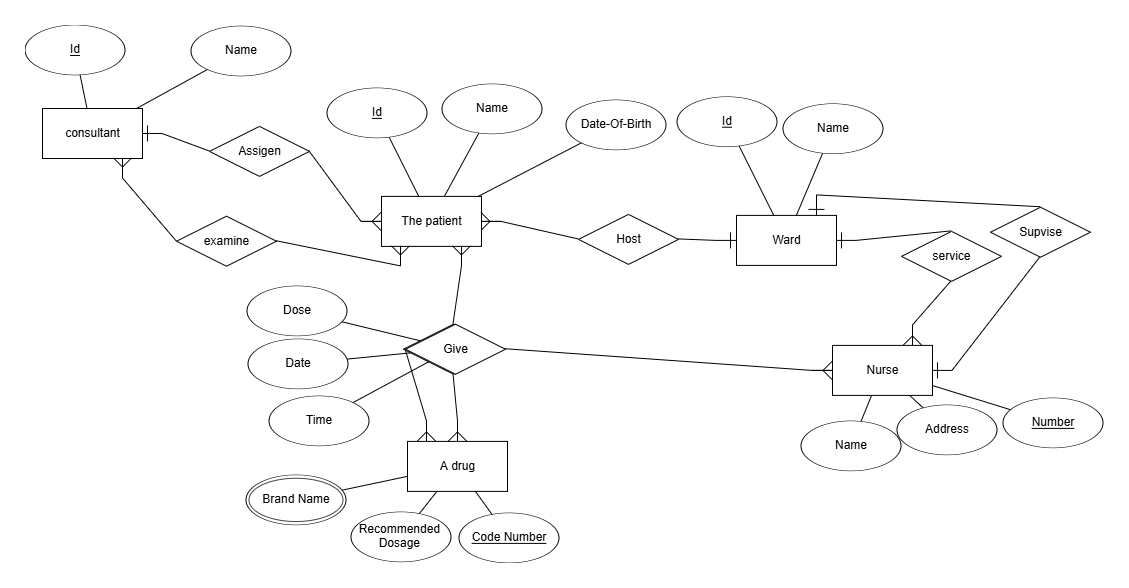 Id
Name
consultant
Assigen
Id
Name
Date-Of-Birth
Id
Name
The patient
examine
Host
Ward
service
Supvise
Dose
Date
Time
Give
Nurse
Name
Address
Number
A drug
Brand Name
Recommended
Dosage
Code Number